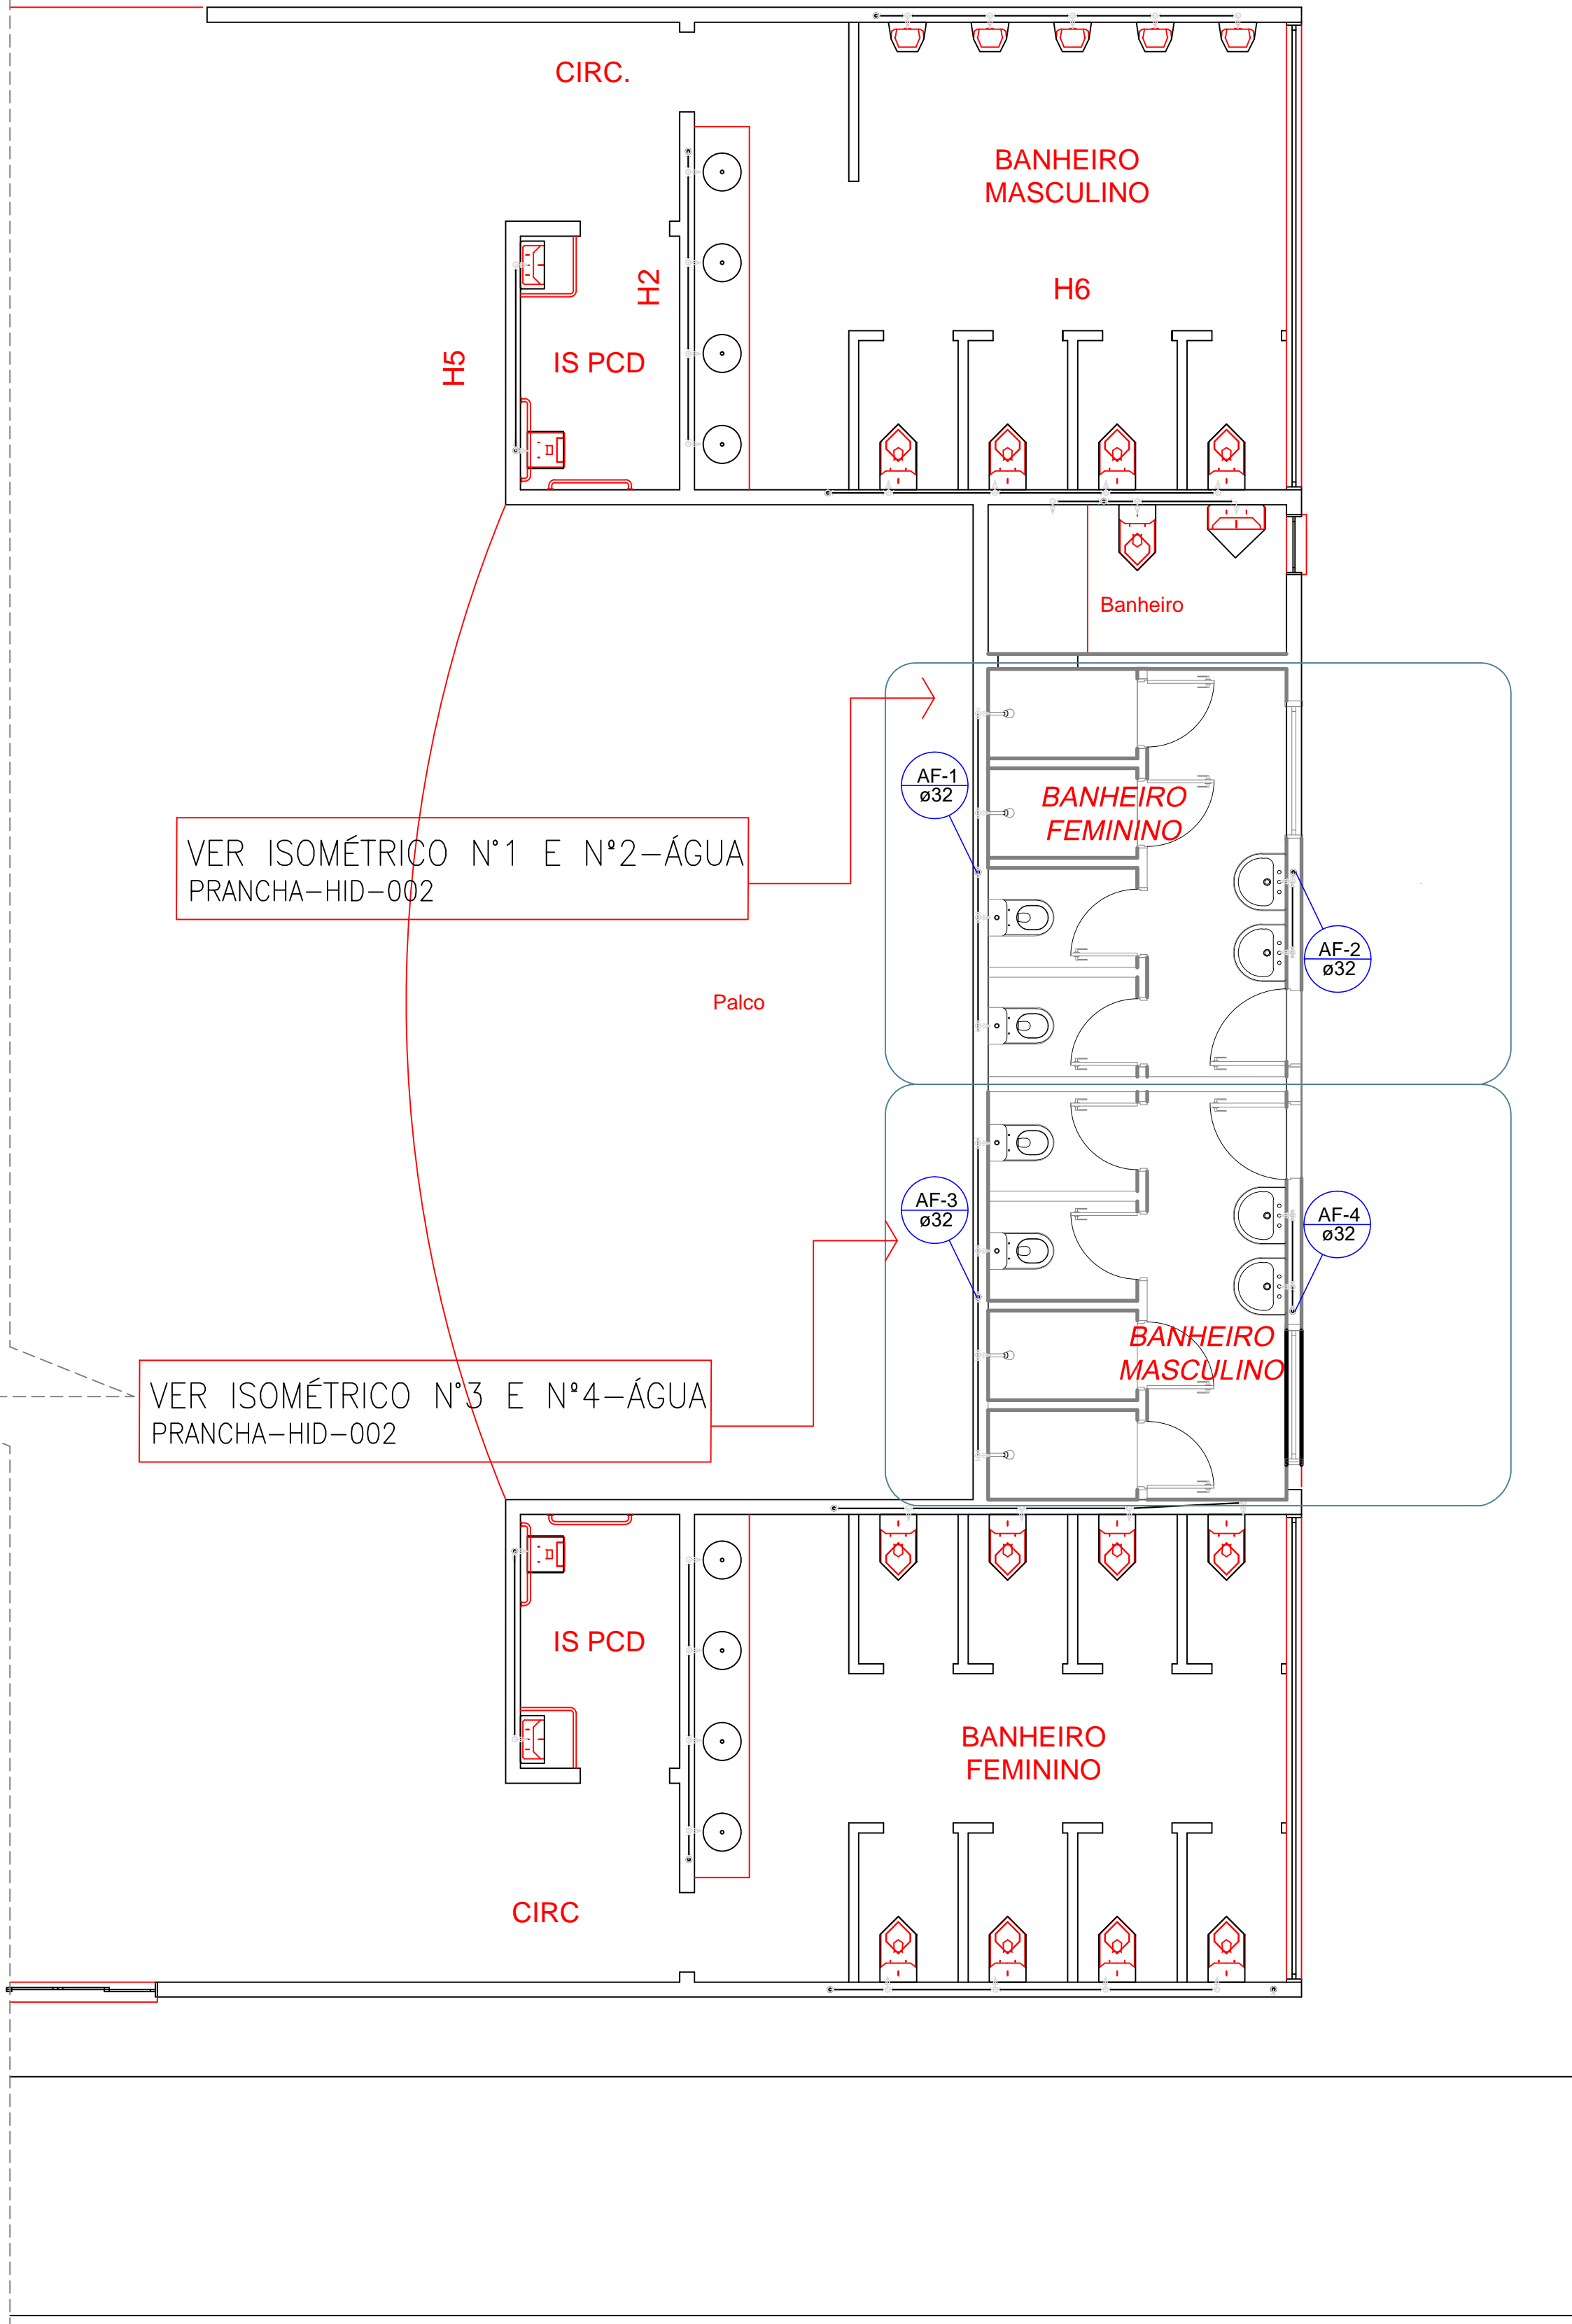 CIRC.
BANHEIRO
MASCULINO
H2
H6
H5
IS PCD
Banheiro
AF-1
ø32
BANHEIRO
FEMININO
VER ISOMÉTRICO N°1 E Nº2-ÁGUA
PRANCHA-HID-002
AF-2
ø32
Palco
AF-3
ø32
AF-4
ø32
BANHEIRO
MASCULINO
VER ISOMÉTRICO N°3 E Nº4-ÁGUA
PRANCHA-HID-002
IS PCD
BANHEIRO
FEMININO
CIRC